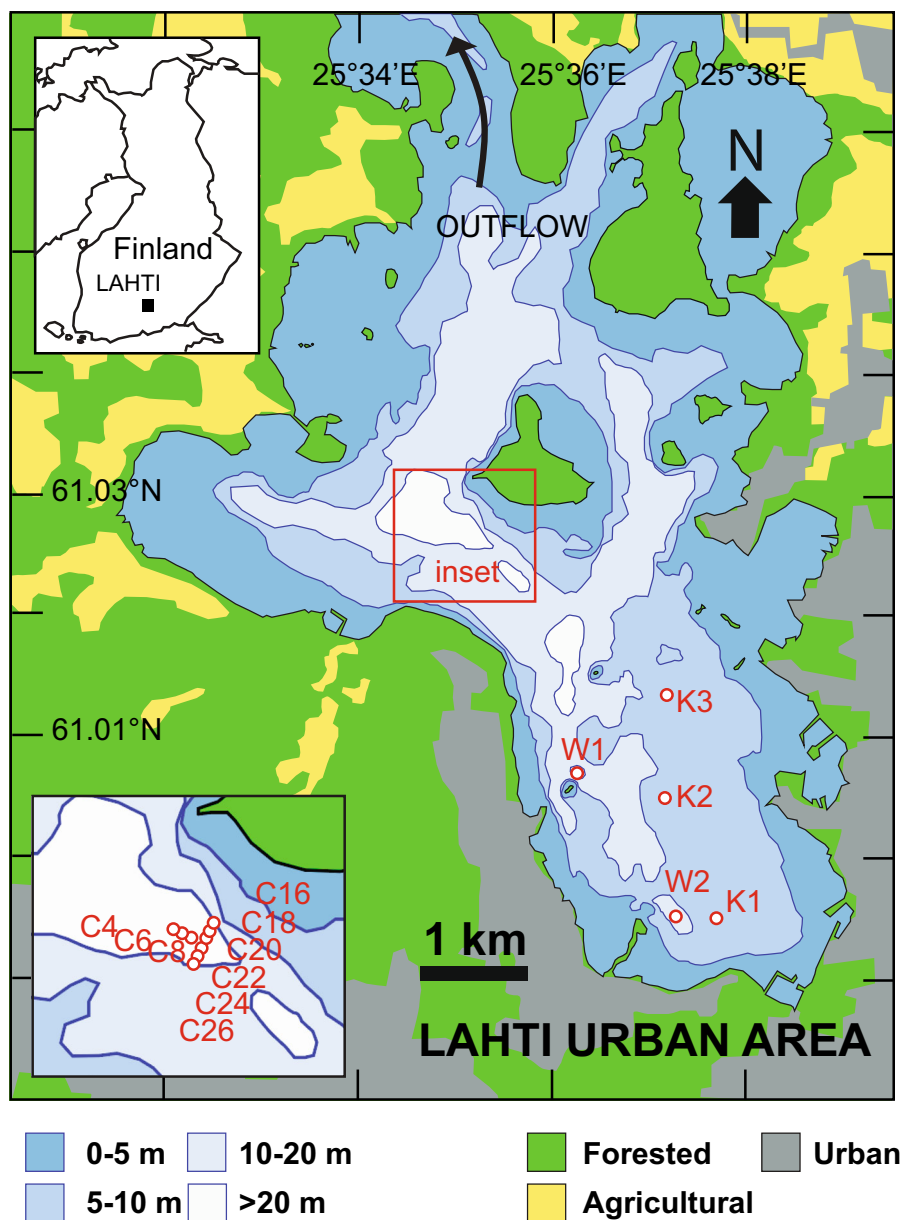 25°34'E 25°36'E 25°38'E
N
OUTFLOW
Finland
LAHTI
61.03°N
inset
K3
61.01°N
W1
K2
W2
K1
C16
C4 C18
C6 C8 C20
C22
C24
C26
1 km
LAHTI URBAN AREA
0-5 m 10-20 m Forested Urban
5-10 m >20 m Agricultural